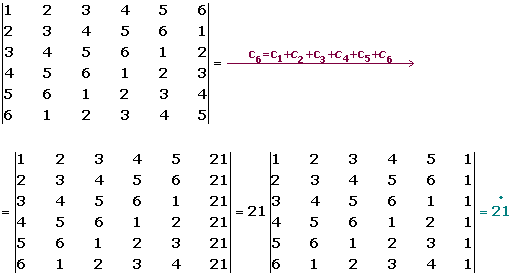 |1 2 3 4 5 6|
|2 3 4 5 6 1|
|3 4 5 6 1 2| = C₆=C₁+C₂+C₃+C₄+C₅+C₆
|4 5 6 1 2 3|
|5 6 1 2 3 4|
|6 1 2 3 4 5|
|1 2 3 4 5 21| |1 2 3 4 5 1|
|2 3 4 5 6 21| |2 3 4 5 6 1|
= |3 4 5 6 1 21| = 21 |3 4 5 6 1 1| = 21
|4 5 6 1 2 21| |4 5 6 1 2 1|
|5 6 1 2 3 21| |5 6 1 2 3 1|
|6 1 2 3 4 21| |6 1 2 3 4 1|